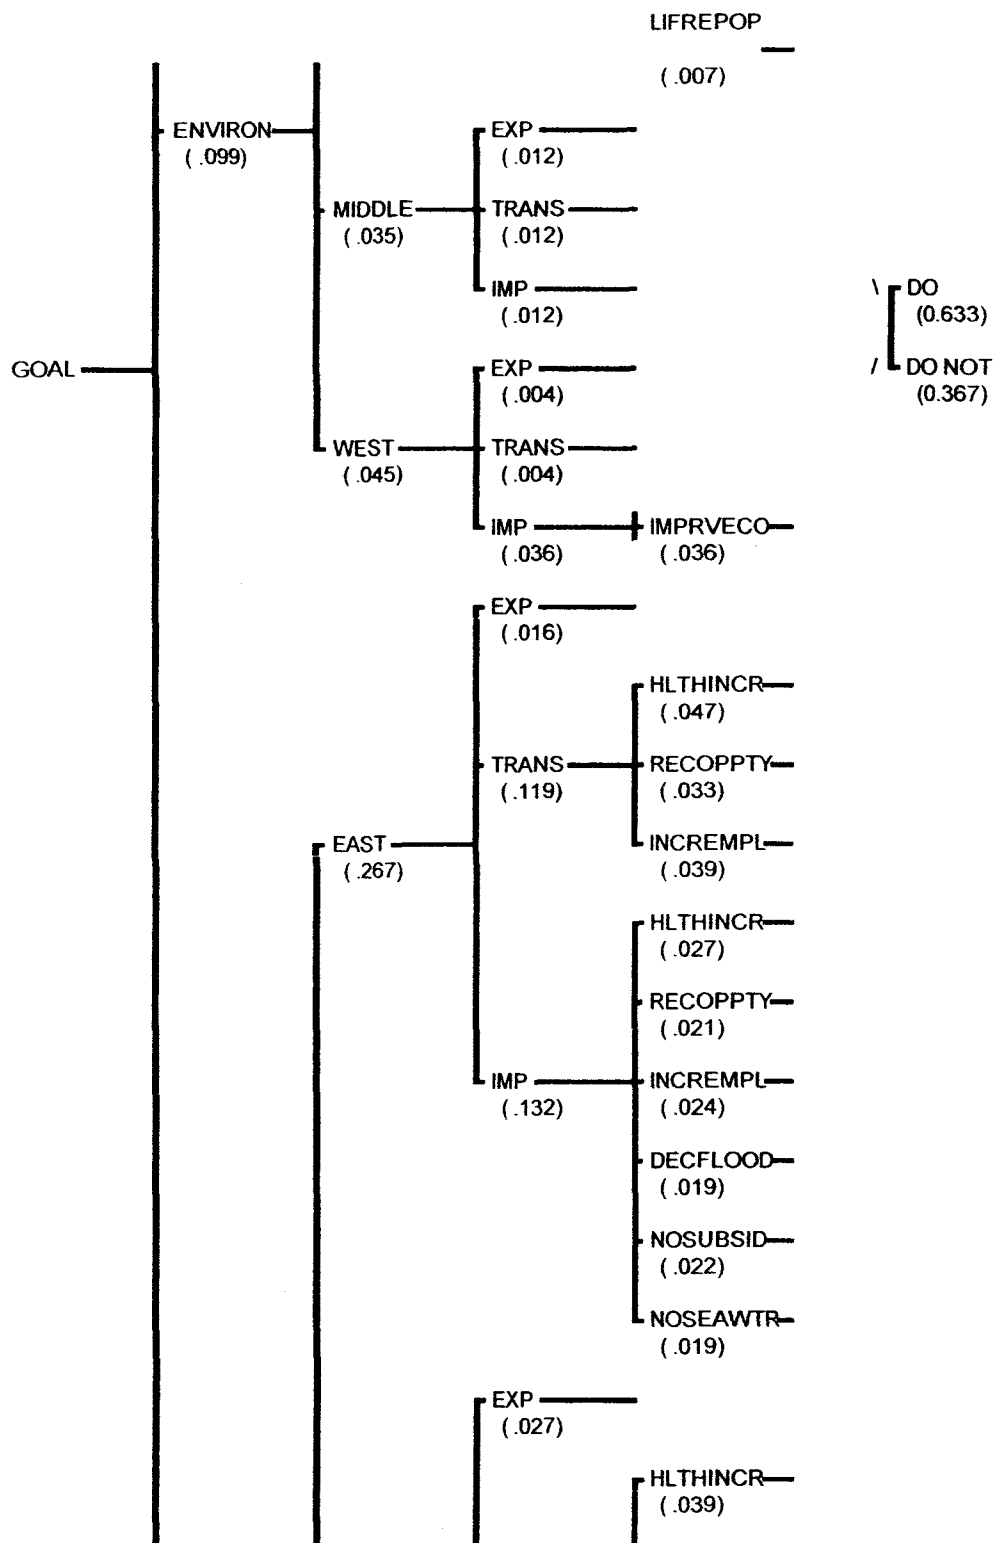 LIFREPOP
( .007)
ENVIRON
( .099)
EXP
( .012)
MIDDLE
( .035)
TRANS
( .012)
IMP
( .012)
\ DO
(0.633)
GOAL
EXP
( .004)
/ DO NOT
(0.367)
WEST
( .045)
TRANS
( .004)
IMP
( .036)
IMPRVECO
( .036)
EXP
( .016)
HLTHINCR
( .047)
TRANS
( .119)
RECOPPTY
( .033)
EAST
( .267)
INCREMPL
( .039)
HLTHINCR
( .027)
RECOPPTY
( .021)
IMP
( .132)
INCREMPL
( .024)
DECFLOOD
( .019)
NOSUBSID
( .022)
NOSEAWTR
( .019)
EXP
( .027)
HLTHINCR
( .039)